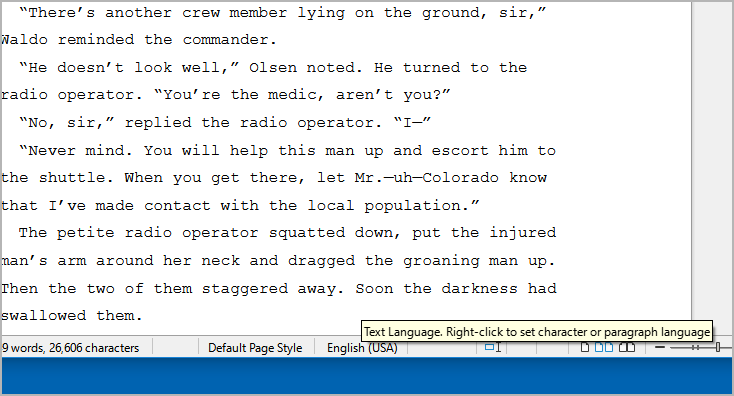 “There’s another crew member lying on the ground, sir,”
Waldo reminded the commander.
“He doesn’t look well,” Olsen noted. He turned to the
radio operator. “You’re the medic, aren’t you?”
“No, sir,” replied the radio operator. “I—”
“Never mind. You will help this man up and escort him to
the shuttle. When you get there, let Mr.—uh—Colorado know
that I’ve made contact with the local population.”
The petite radio operator squatted down, put the injured
man’s arm around her neck and dragged the groaning man up.
Then the two of them staggered away. Soon the darkness had
swallowed them.
Text Language. Right-click to set character or paragraph language
9 words, 26,606 characters Default Page Style English (USA)